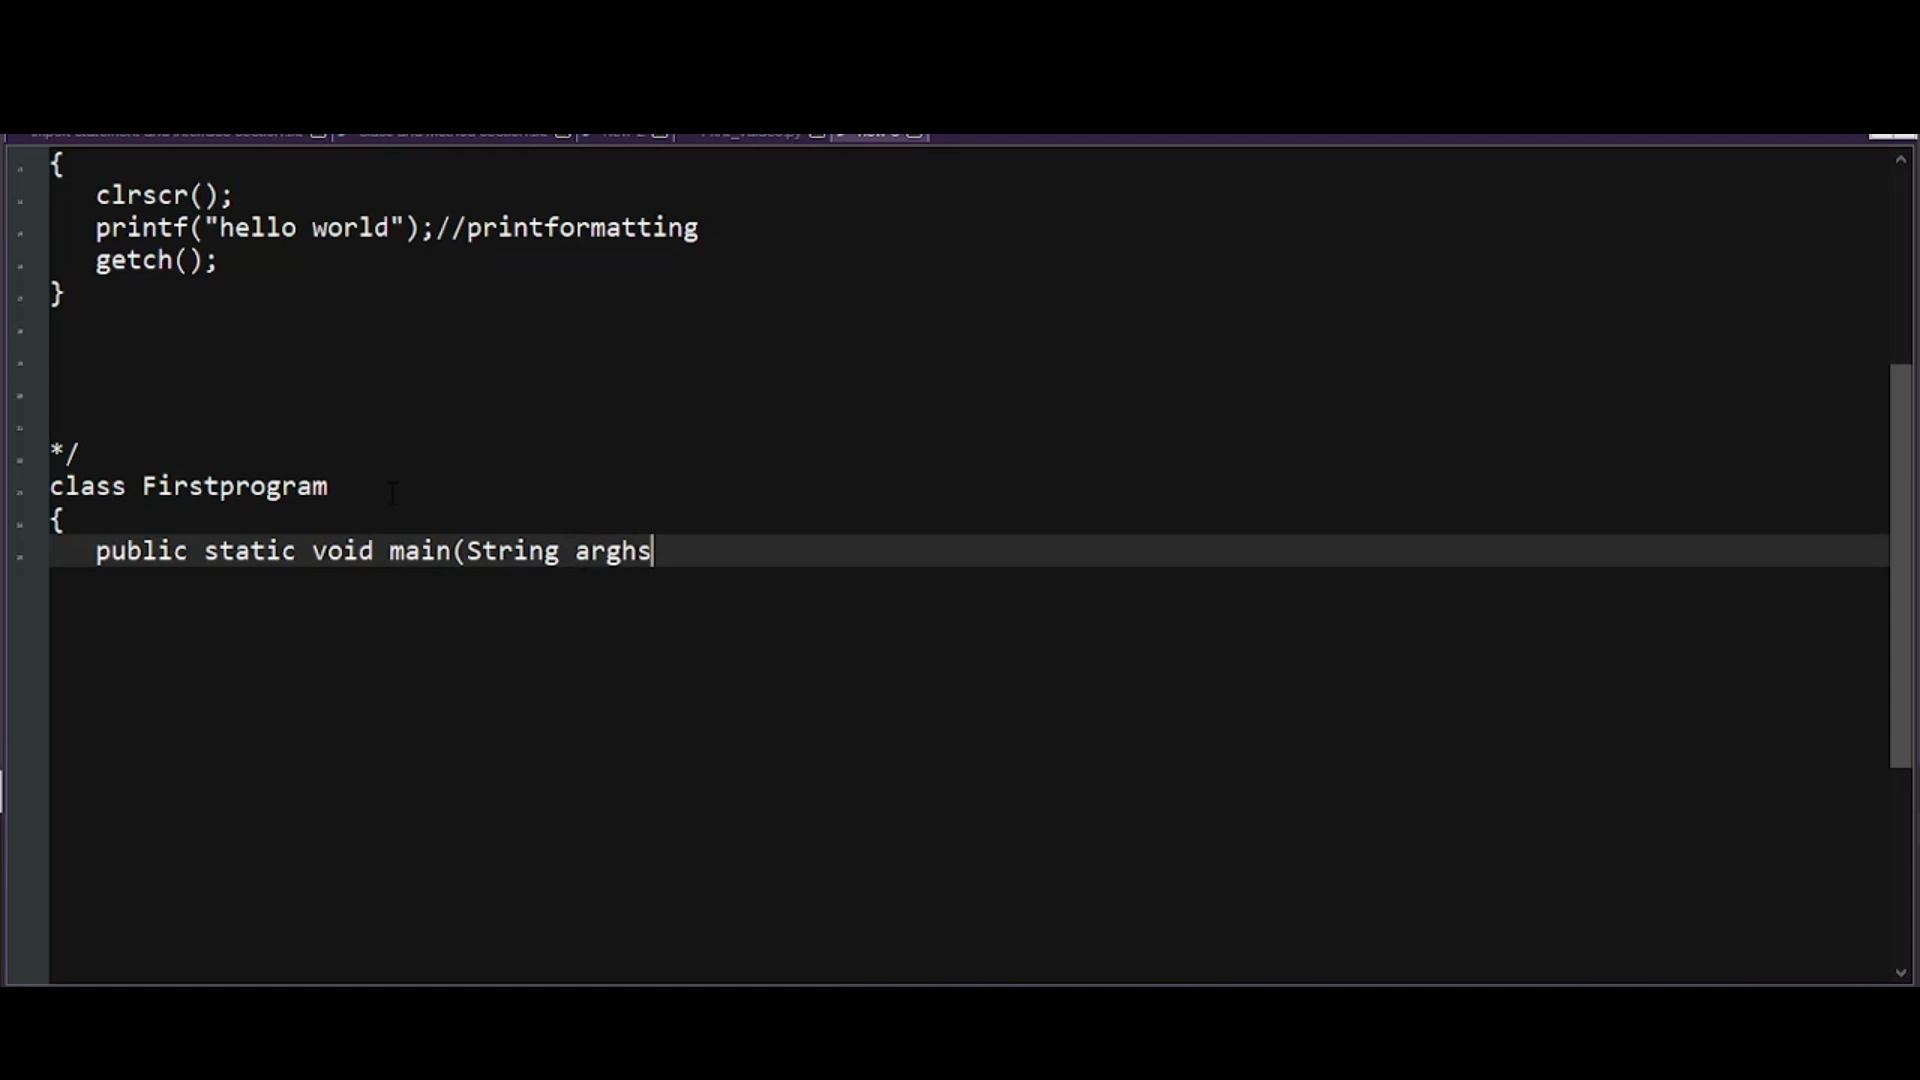 {
clrscr();
printf("hello world");//printformatting
getch();
}
*/
class Firstprogram
{
public static void main(String arghs